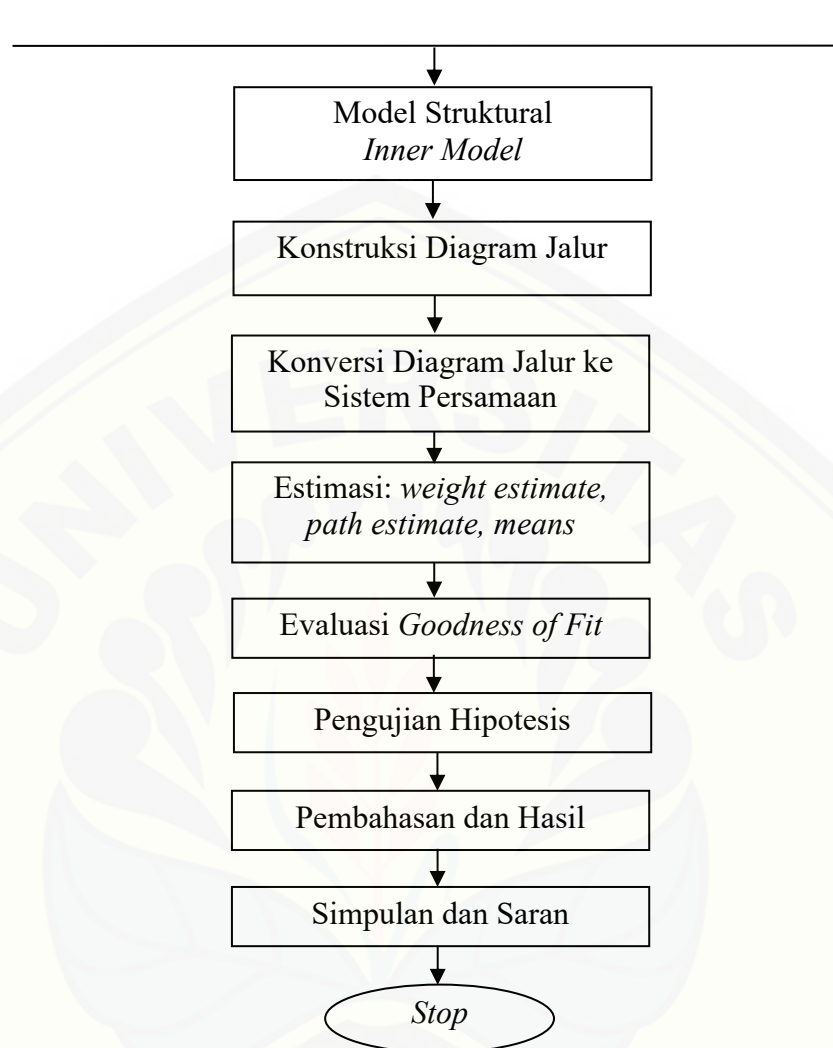 Model Struktural
Inner Model
Konstruksi Diagram Jalur
Konversi Diagram Jalur ke
Sistem Persamaan
Estimasi: weight estimate,
path estimate, means
Evaluasi Goodness of Fit
Pengujian Hipotesis
Pembahasan dan Hasil
Simpulan dan Saran
Stop
UNIVERSITAS